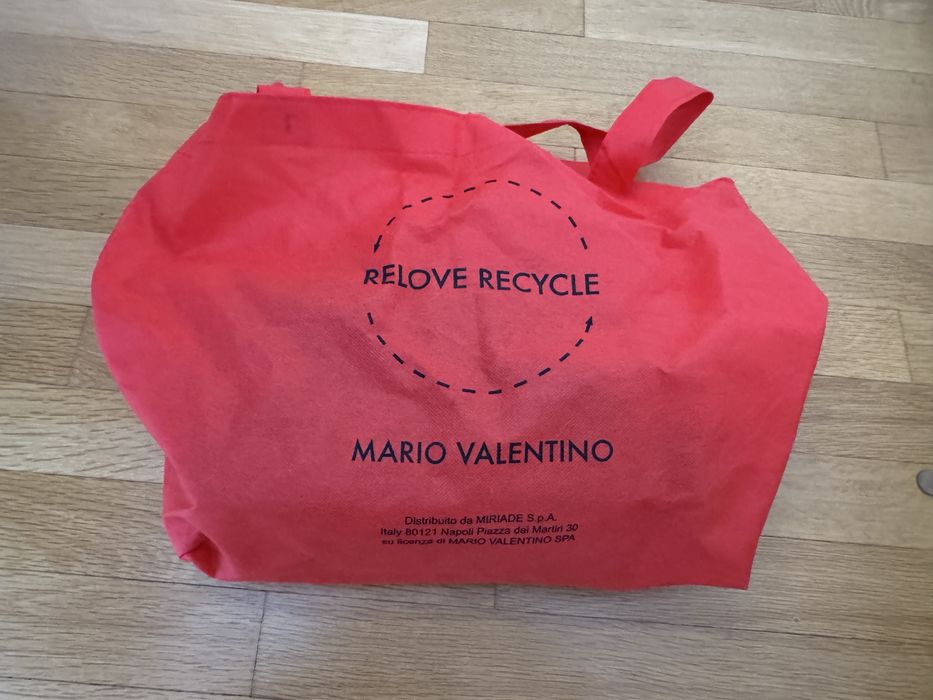 RELOVE RECYCLE
MARIO VALENTINO
Distribuito da MIRIADE S.p.A.
Italy 80121 Napoli Piazza dei Martiri 30
su licenza di MARIO VALENTINO SPA